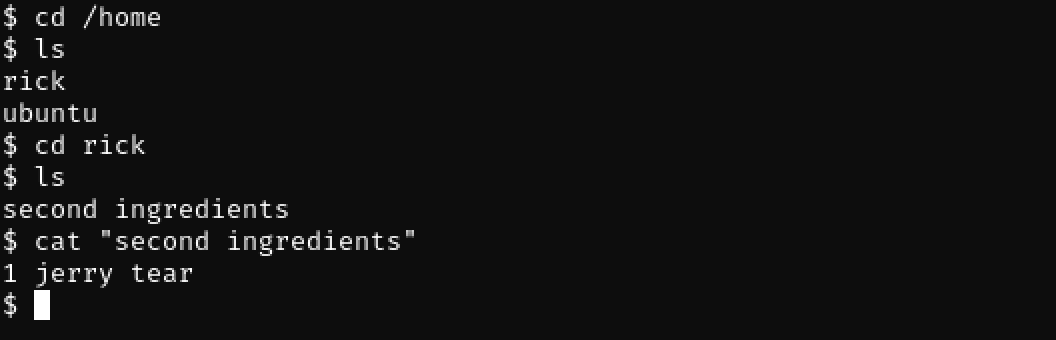 $ cd /home
$ ls
rick
ubuntu
$ cd rick
$ ls
second ingredients
$ cat "second ingredients"
1 jerry tear
$